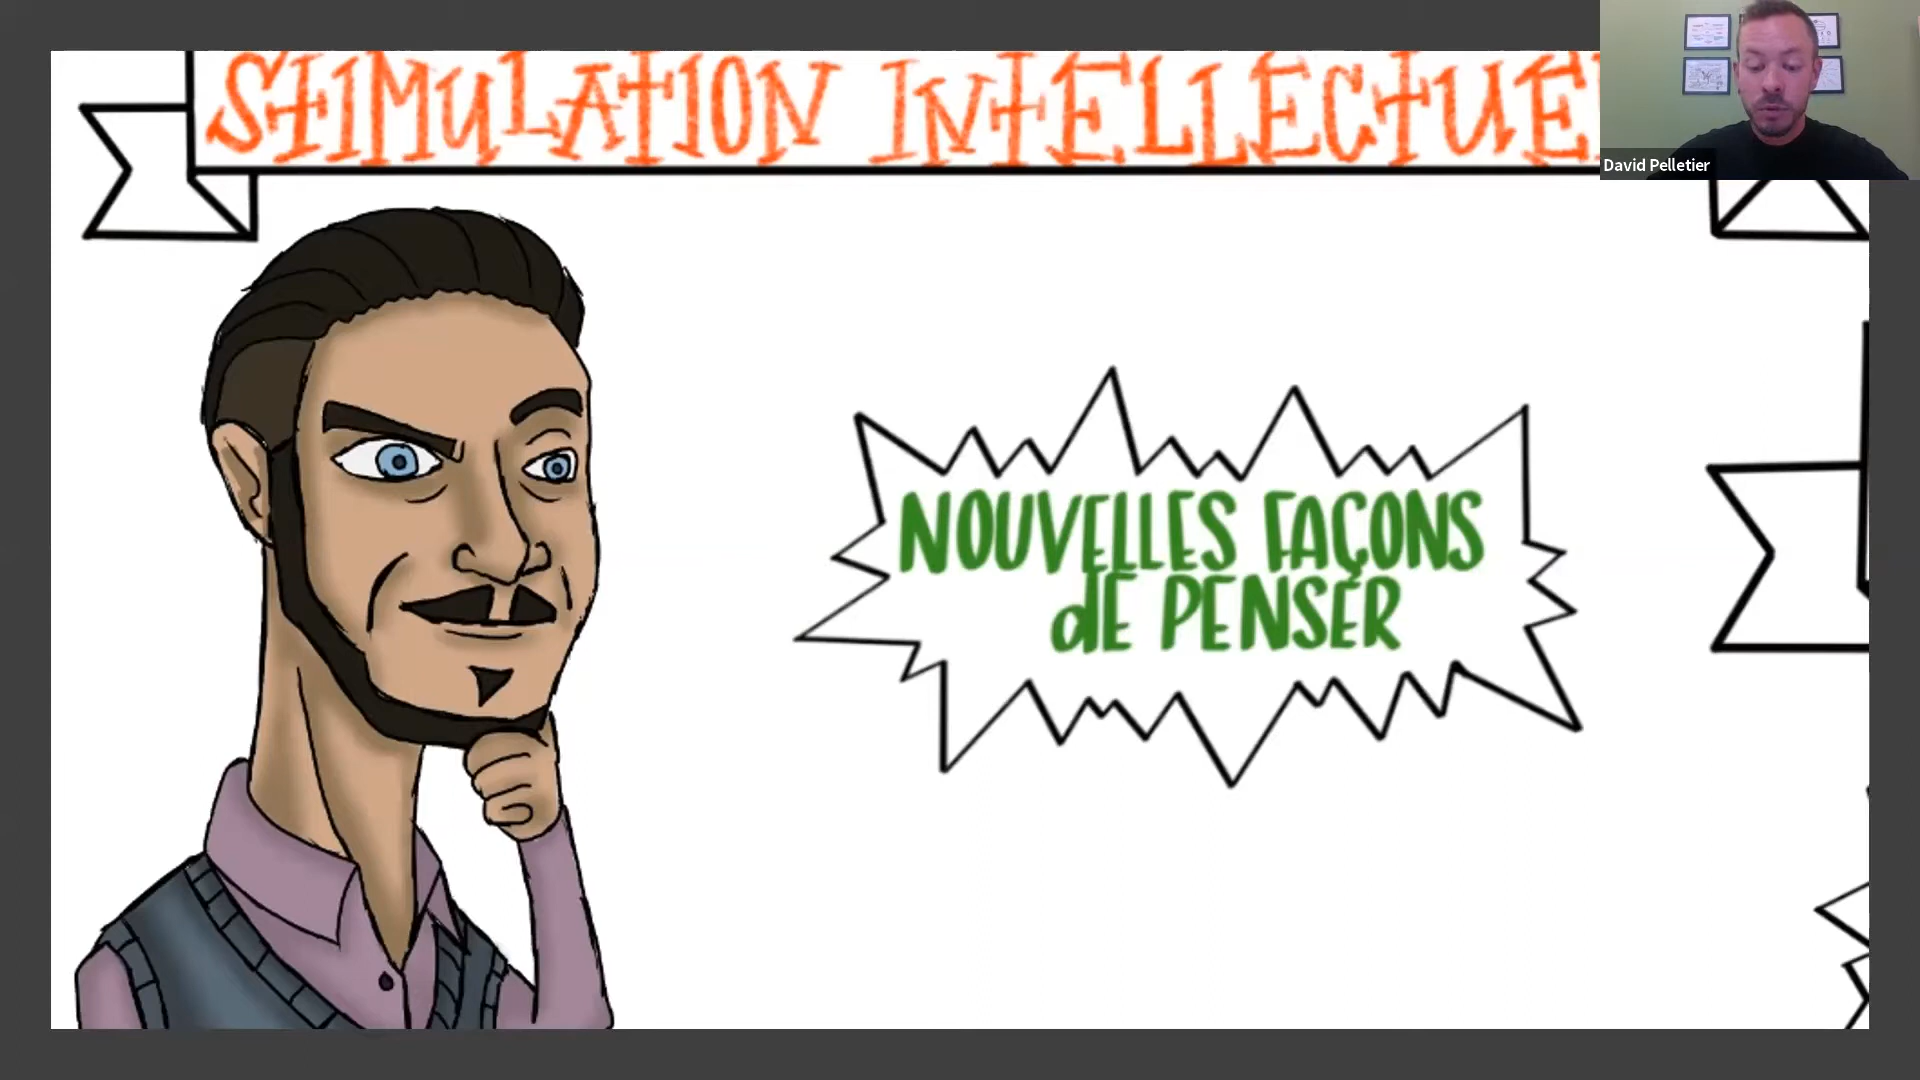 STIMULATION INTELLECTUE
David Pelletier
NOUVELLES FAÇONS
dE PENSER